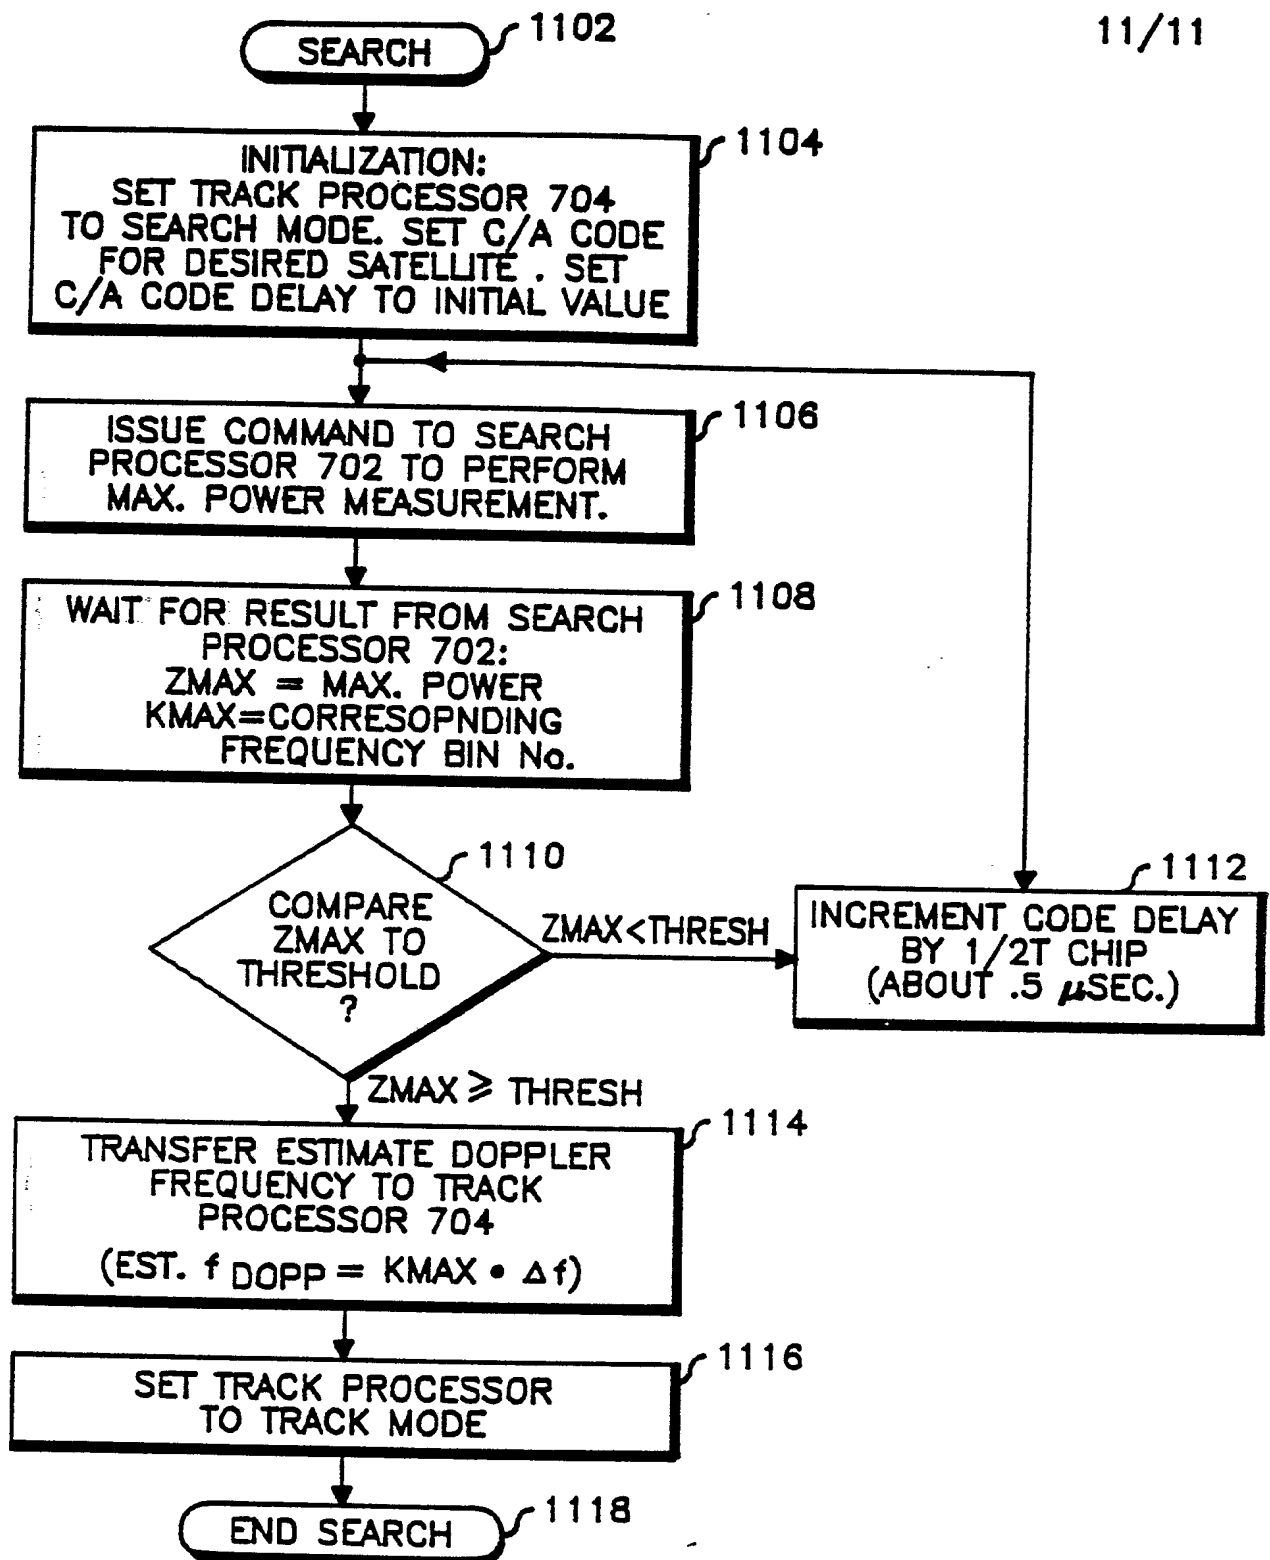 11/11
SEARCH
1102
INITIALIZATION:
SET TRACK PROCESSOR 704
TO SEARCH MODE. SET C/A CODE
FOR DESIRED SATELLITE . SET
C/A CODE DELAY TO INITIAL VALUE
1104
ISSUE COMMAND TO SEARCH
PROCESSOR 702 TO PERFORM
MAX. POWER MEASUREMENT.
1106
WAIT FOR RESULT FROM SEARCH
PROCESSOR 702:
ZMAX = MAX. POWER
KMAX=CORRESOPNDING
FREQUENCY BIN No.
1108
COMPARE
ZMAX TO
THRESHOLD
?
1110
ZMAX<THRESH
INCREMENT CODE DELAY
BY 1/2T CHIP
(ABOUT .5 μSEC.)
1112
ZMAX ⩾ THRESH
TRANSFER ESTIMATE DOPPLER
FREQUENCY TO TRACK
PROCESSOR 704
(EST. f DOPP = KMAX • Δf)
1114
SET TRACK PROCESSOR
TO TRACK MODE
1116
END SEARCH
1118